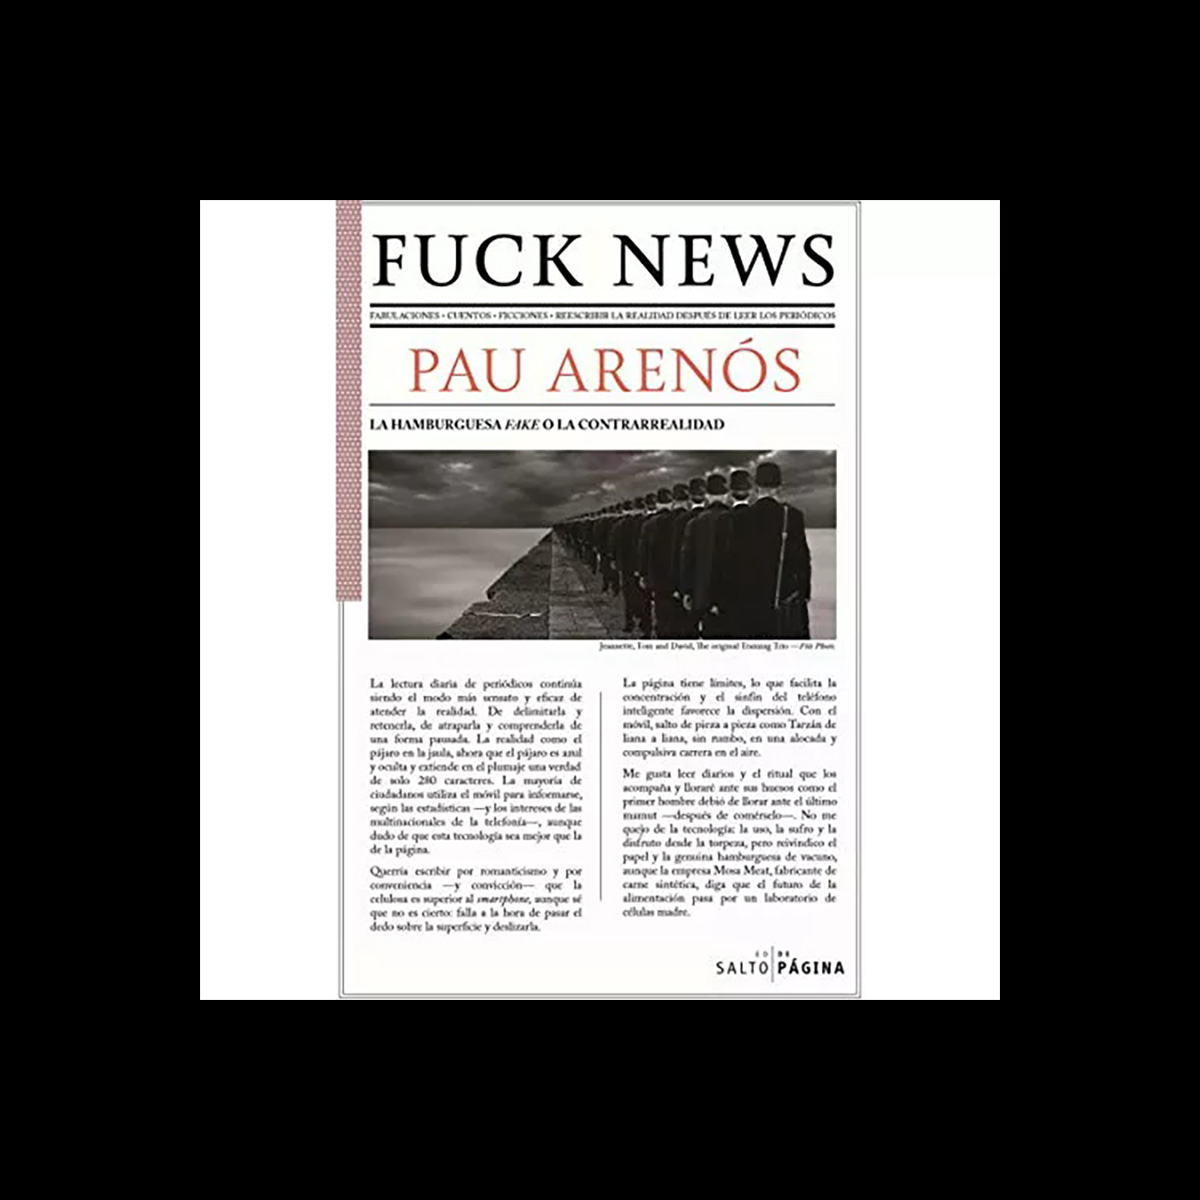 FUCK NEWS
FABULACIONES • CUENTOS • FICCIONES • REESCRIBIR LA REALIDAD DESPUÉS DE LEER LOS PERIÓDICOS
PAU ARENÓS
LA HAMBURGUESA FAKE O LA CONTRARREALIDAD
Jeannette, Tom and David, The original Evening Trio —
La lectura diaria de periódicos continúa
siendo el modo más sensato y eficaz de
atender la realidad. De delimitarla y
retenerla, de atraparla y comprenderla de
una forma pausada. La realidad como el
pájaro en la jaula, ahora que el pájaro es azul
y oculta y extiende en el plumaje una verdad
de solo 280 caracteres. La mayoría de
ciudadanos utiliza el móvil para informarse,
según las estadísticas —y los intereses de las
multinacionales de la telefonía—, aunque
dudo de que esta tecnología sea mejor que la
de la página.
Querría escribir por romanticismo y por
conveniencia —y convicción— que la
celulosa es superior al smartphone, aunque sé
que no es cierto: falla a la hora de pasar el
dedo sobre la superficie y deslizarla.
La página tiene límites, lo que facilita la
concentración y el sinfín del teléfono
inteligente favorece la dispersión. Con el
móvil, salto de pieza a pieza como Tarzán de
liana a liana, sin rumbo, en una alocada y
compulsiva carrera en el aire.
Me gusta leer diarios y el ritual que los
acompaña y lloraré ante sus huesos como el
primer hombre debió de llorar ante el último
mamut —después de comérselo—. No me
quejo de la tecnología: la uso, la sufro y la
disfruto desde la torpeza, pero reivindico el
papel y la genuina hamburguesa de vacuno,
aunque la empresa Mosa Meat, fabricante de
carne sintética, diga que el futuro de la
alimentación pasa por un laboratorio de
células madre.
ED DE
SALTO PÁGINA